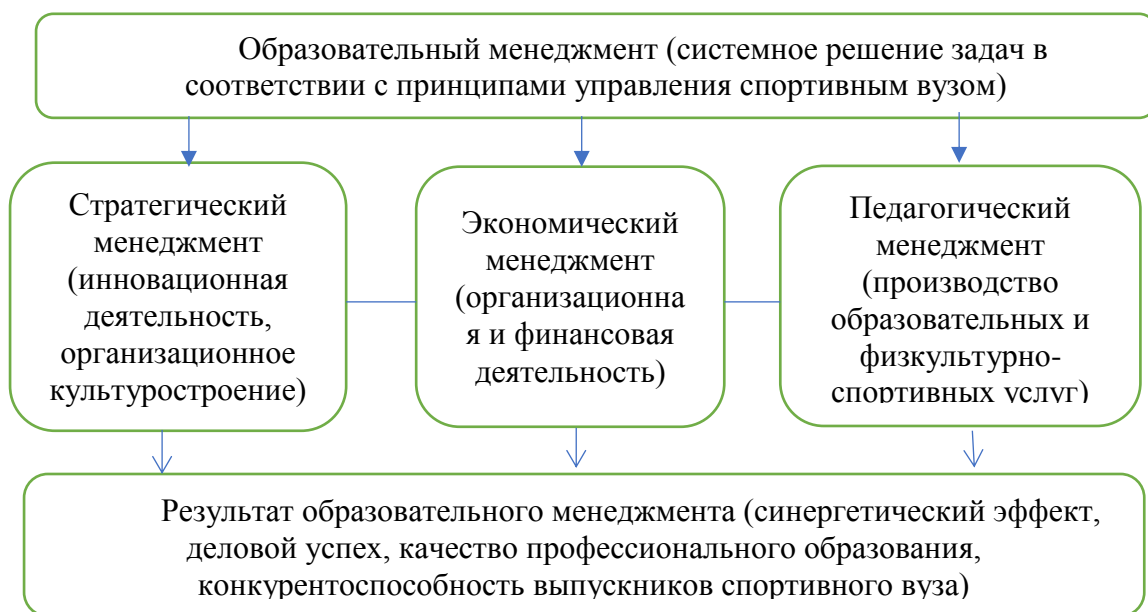 Образовательный менеджмент (системное решение задач в
соответствии с принципами управления спортивным вузом)
Стратегический
менеджмент
(инновационная
деятельность,
организационное
культуростроение)
Экономический
менеджмент
(организационна
я и финансовая
деятельность)
Педагогический
менеджмент
(производство
образовательных и
физкультурно-
спортивных услуг)
Результат образовательного менеджмента (синергетический эффект,
деловой успех, качество профессионального образования,
конкурентоспособность выпускников спортивного вуза)